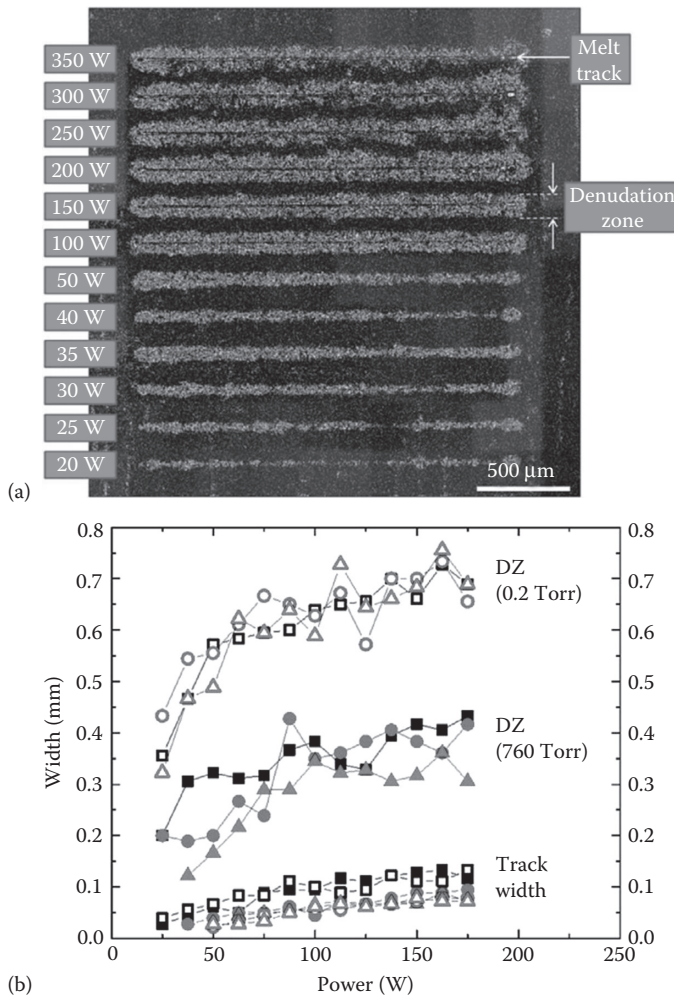 350 W
300 W
250 W
200 W
150 W
100 W
50 W
40 W
35 W
30 W
25 W
20 W
Melt
track
Denudation
zone
500 µm
(a)
0.8
0.7
0.6
0.5
0.4
0.3
0.2
0.1
0.0
Width (mm)
DZ
(0.2 Torr)
DZ
(760 Torr)
Track
width
0.8
0.7
0.6
0.5
0.4
0.3
0.2
0.1
0.0
0 50 100 150 200 250
Power (W)
(b)